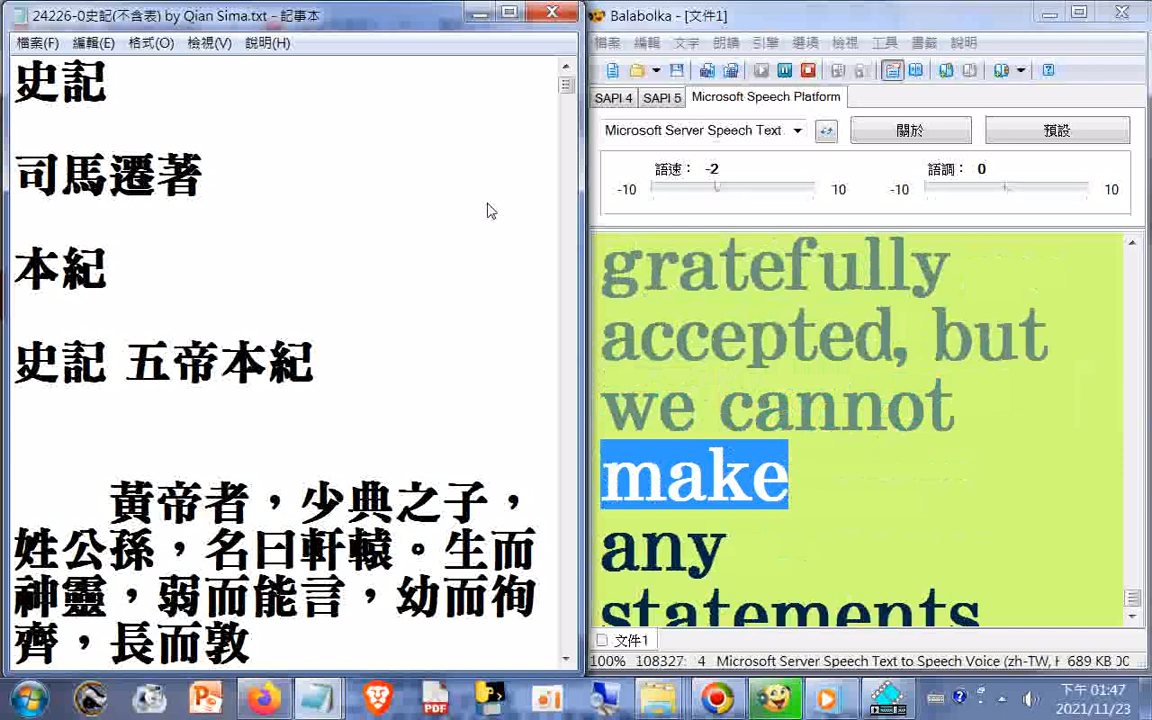 24226-0史記(不含表) by Qian Sima.txt - 記事本
檔案(F) 編輯(E) 格式(O) 檢視(V) 說明(H)
史記
司馬遷著
本紀
史記 五帝本紀
黃帝者，少典之子，
姓公孫，名曰軒轅。生而
神靈，弱而能言，幼而徇
齊，長而敦
Balabolka - [文件1]
檔案 編輯 文字 朗讀 引擎 選項 檢視 工具 書籤 說明
SAPI 4 SAPI 5 Microsoft Speech Platform
Microsoft Server Speech Text 關於 預設
語速： -2 語調： 0
-10 10 -10 10
gratefully
accepted, but
we cannot
make
any
statements
文件1
100% 108327: 4 Microsoft Server Speech Text to Speech Voice (zh-TW, H 689 KB
PDF
下午 01:47
2021/11/23